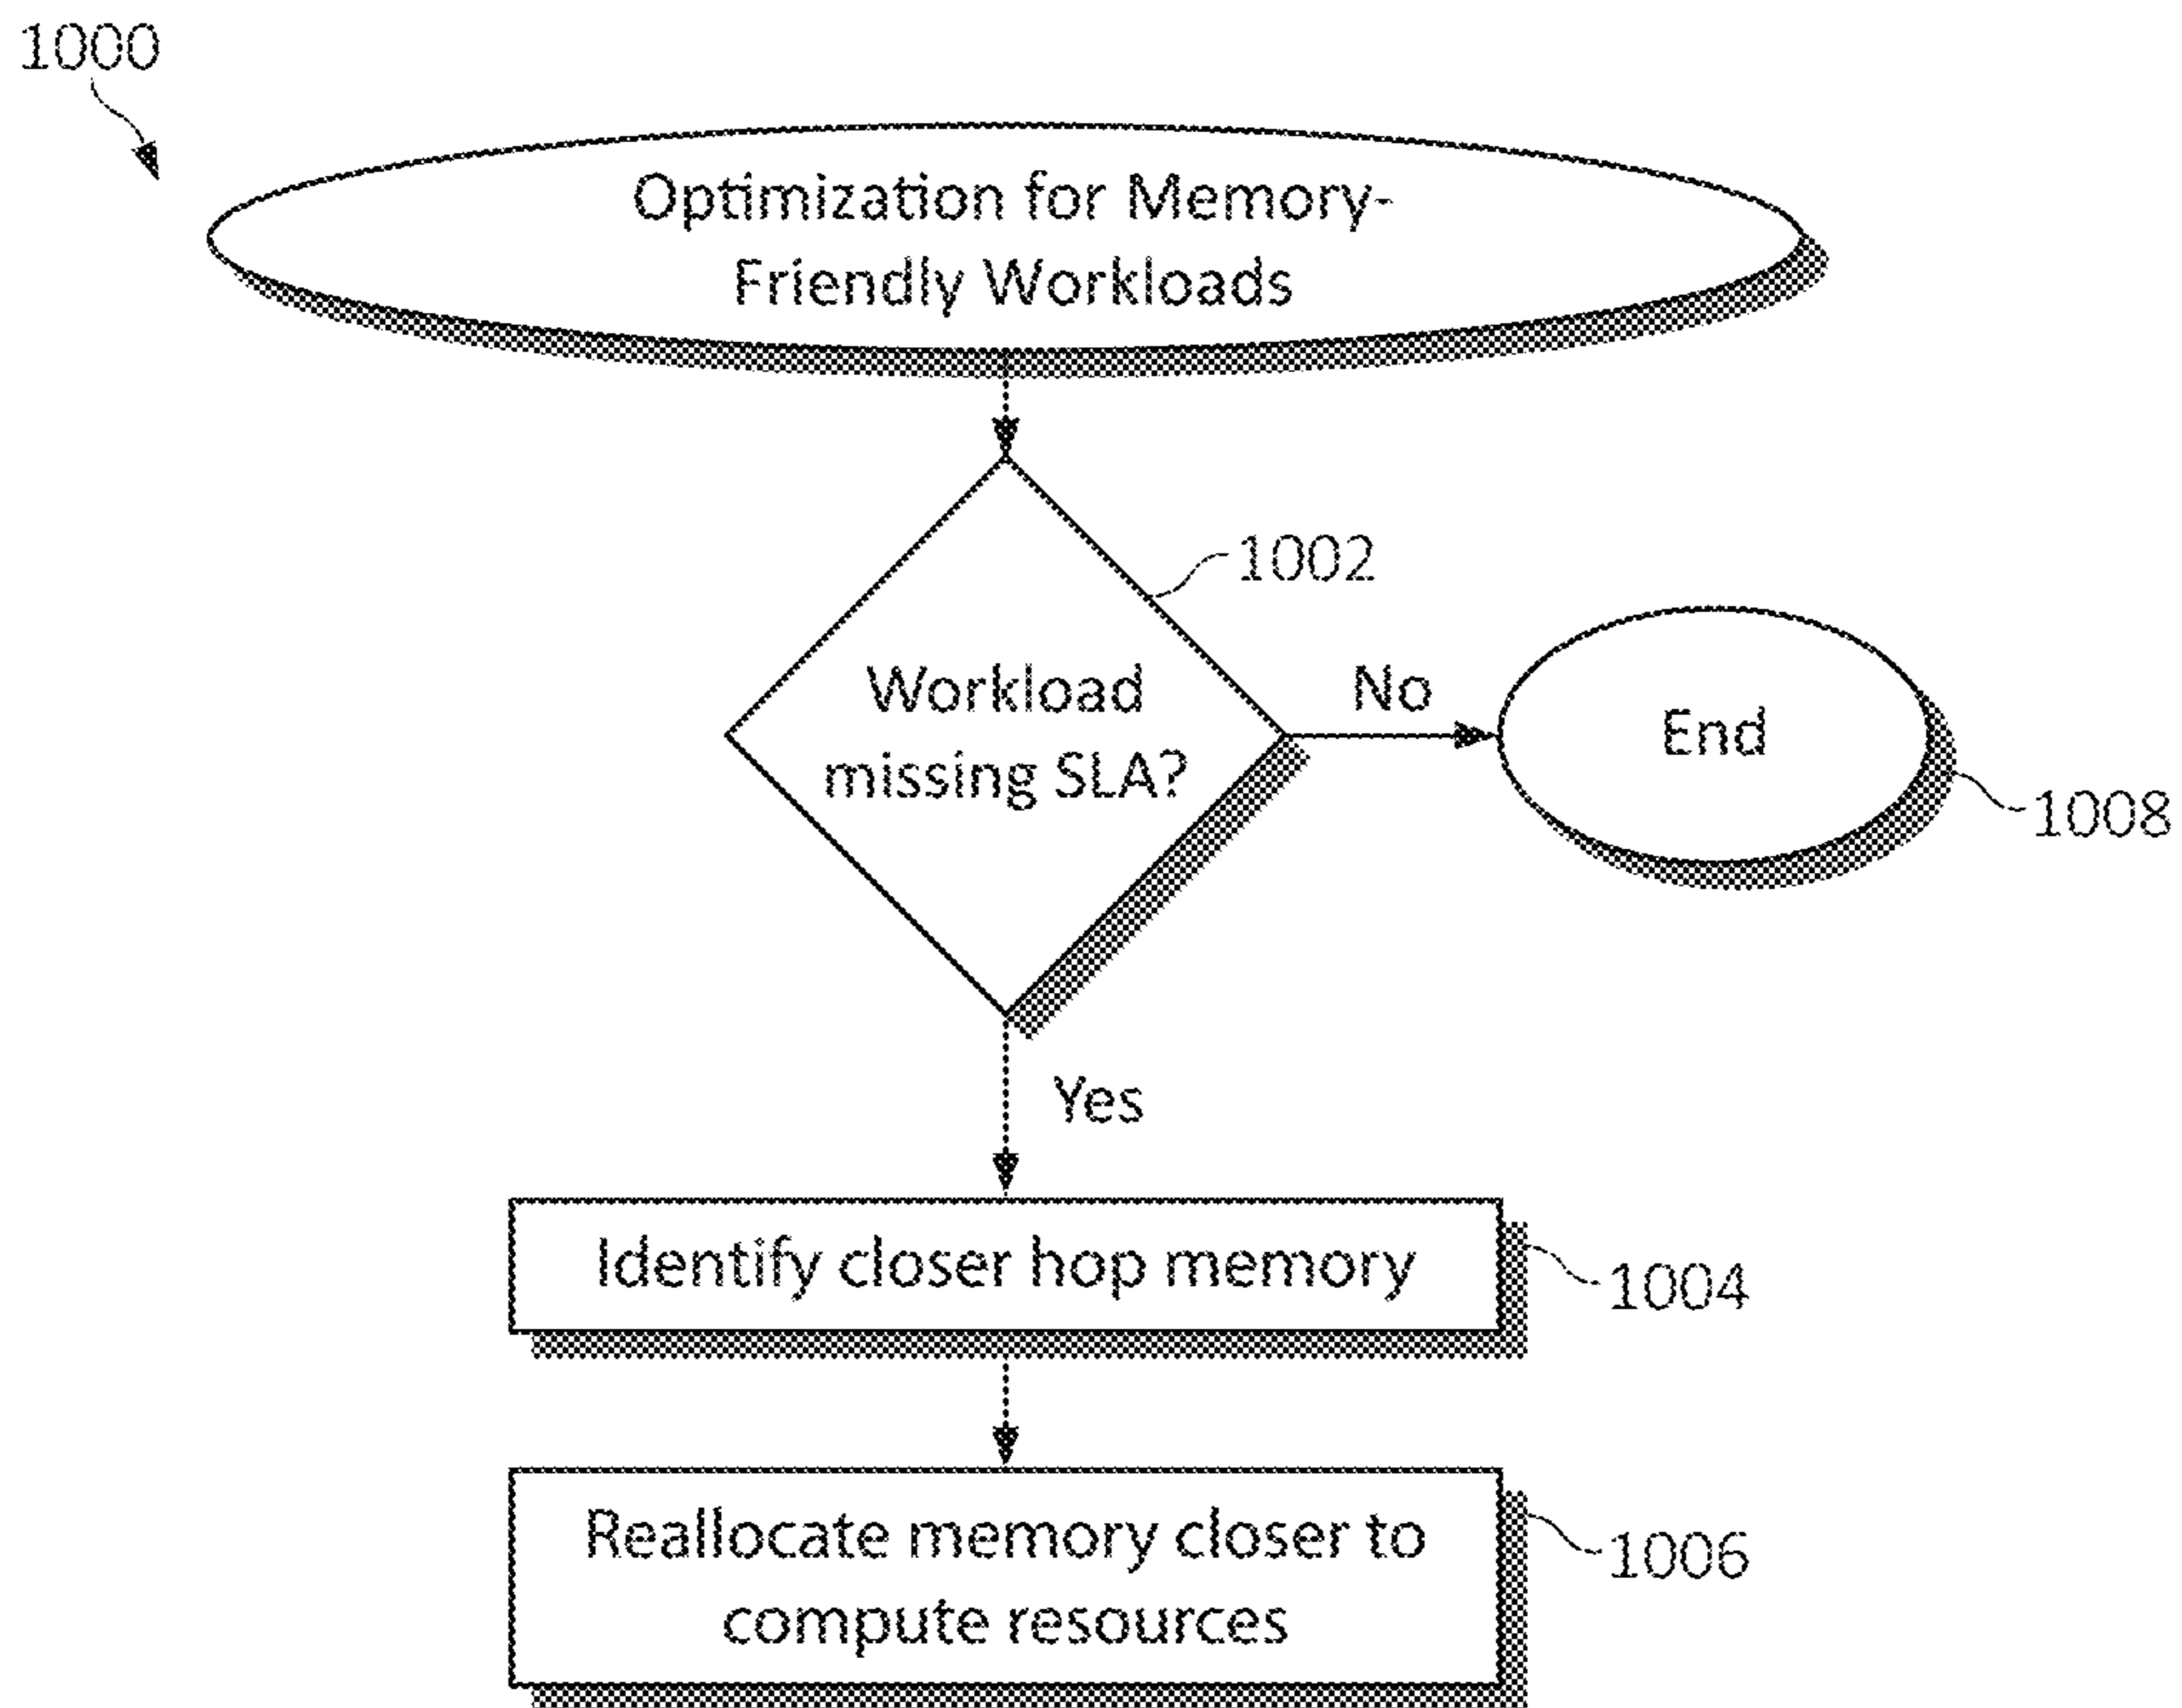 1000
Optimization for Memory-
Friendly Workloads
1002
Workload
missing SLA?
No
End
1008
Yes
Identify closer hop memory
1004
Reallocate memory closer to
compute resources
1006